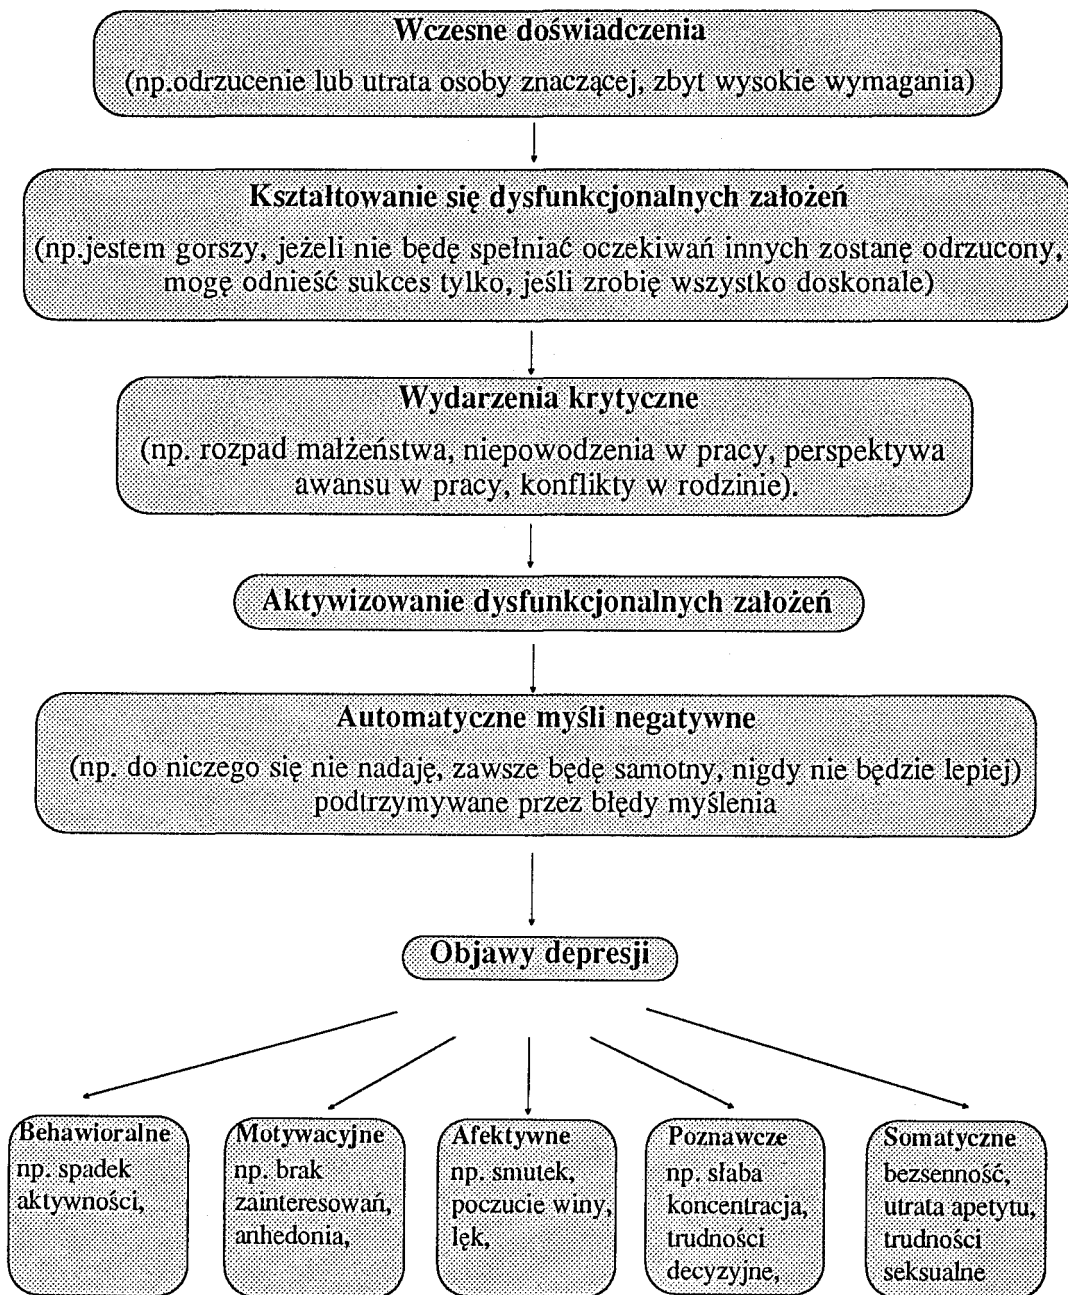 Wczesne doświadczenia
(np.odrzucenie lub utrata osoby znaczącej, zbyt wysokie wymagania)
Kształtowanie się dysfunkcjonalnych założeń
(np.jestem gorszy, jeżeli nie będę spełniać oczekiwań innych zostanę odrzucony,
mogę odnieść sukces tylko, jeśli zrobię wszystko doskonale)
Wydarzenia krytyczne
(np. rozpad małżeństwa, niepowodzenia w pracy, perspektywa
awansu w pracy, konflikty w rodzinie).
Aktywizowanie dysfunkcjonalnych założeń
Automatyczne myśli negatywne
(np. do niczego się nie nadaję, zawsze będę samotny, nigdy nie będzie lepiej)
podtrzymywane przez błędy myślenia
Objawy depresji
Behawioralne
np. spadek
aktywności,
Motywacyjne
np. brak
zainteresowań,
anhedonia,
Afektywne
np. smutek,
poczucie winy,
lęk,
Poznawcze
np. słaba
koncentracja,
trudności
decyzyjne,
Somatyczne
bezsenność,
utrata apetytu,
trudności
seksualne